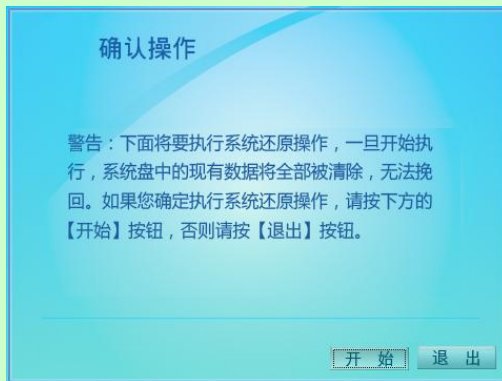 确认操作
警告：下面将要执行系统还原操作，一旦开始执
行，系统盘中的现有数据将全部被清除，无法挽
回。如果您确定执行系统还原操作，请按下方的
【开始】按钮，否则请按【退出】按钮。
开 始 退 出